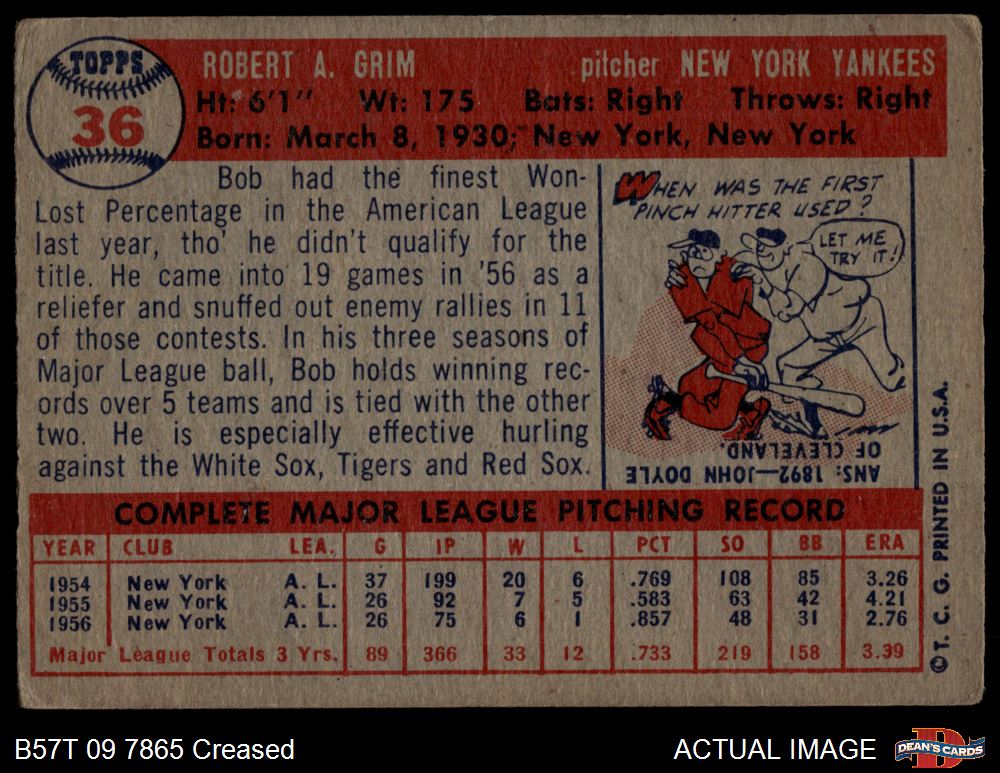 TOPPS
36
ROBERT A. GRIM pitcher NEW YORK YANKEES
Ht: 6'1" Wt: 175 Bats: Right Throws: Right
Born: March 8, 1930; New York, New York
Bob had the finest Won-
Lost Percentage in the American League
last year, tho' he didn't qualify for the
title. He came into 19 games in '56 as a
reliefer and snuffed out enemy rallies in 11
of those contests. In his three seasons of
Major League ball, Bob holds winning rec-
ords over 5 teams and is tied with the other
two. He is especially effective hurling
against the White Sox, Tigers and Red Sox.
WHEN WAS THE FIRST
PINCH HITTER USED?
LET ME
TRY IT!
ANS: 1892—JOHN DOYLE
OF CLEVELAND.
COMPLETE MAJOR LEAGUE PITCHING RECORD
YEAR CLUB LEA. G IP W L PCT SO BB ERA
1954 New York A. L. 37 199 20 6 .769 108 85 3.26
1955 New York A. L. 26 92 7 5 .583 63 42 4.21
1956 New York A. L. 26 75 6 1 .857 48 31 2.76
Major League Totals 3 Yrs. 89 366 33 12 .733 219 158 3.39
© T. C. G. PRINTED IN U.S.A.
B57T 09 7865 Creased ACTUAL IMAGE
DEAN'S CARDS